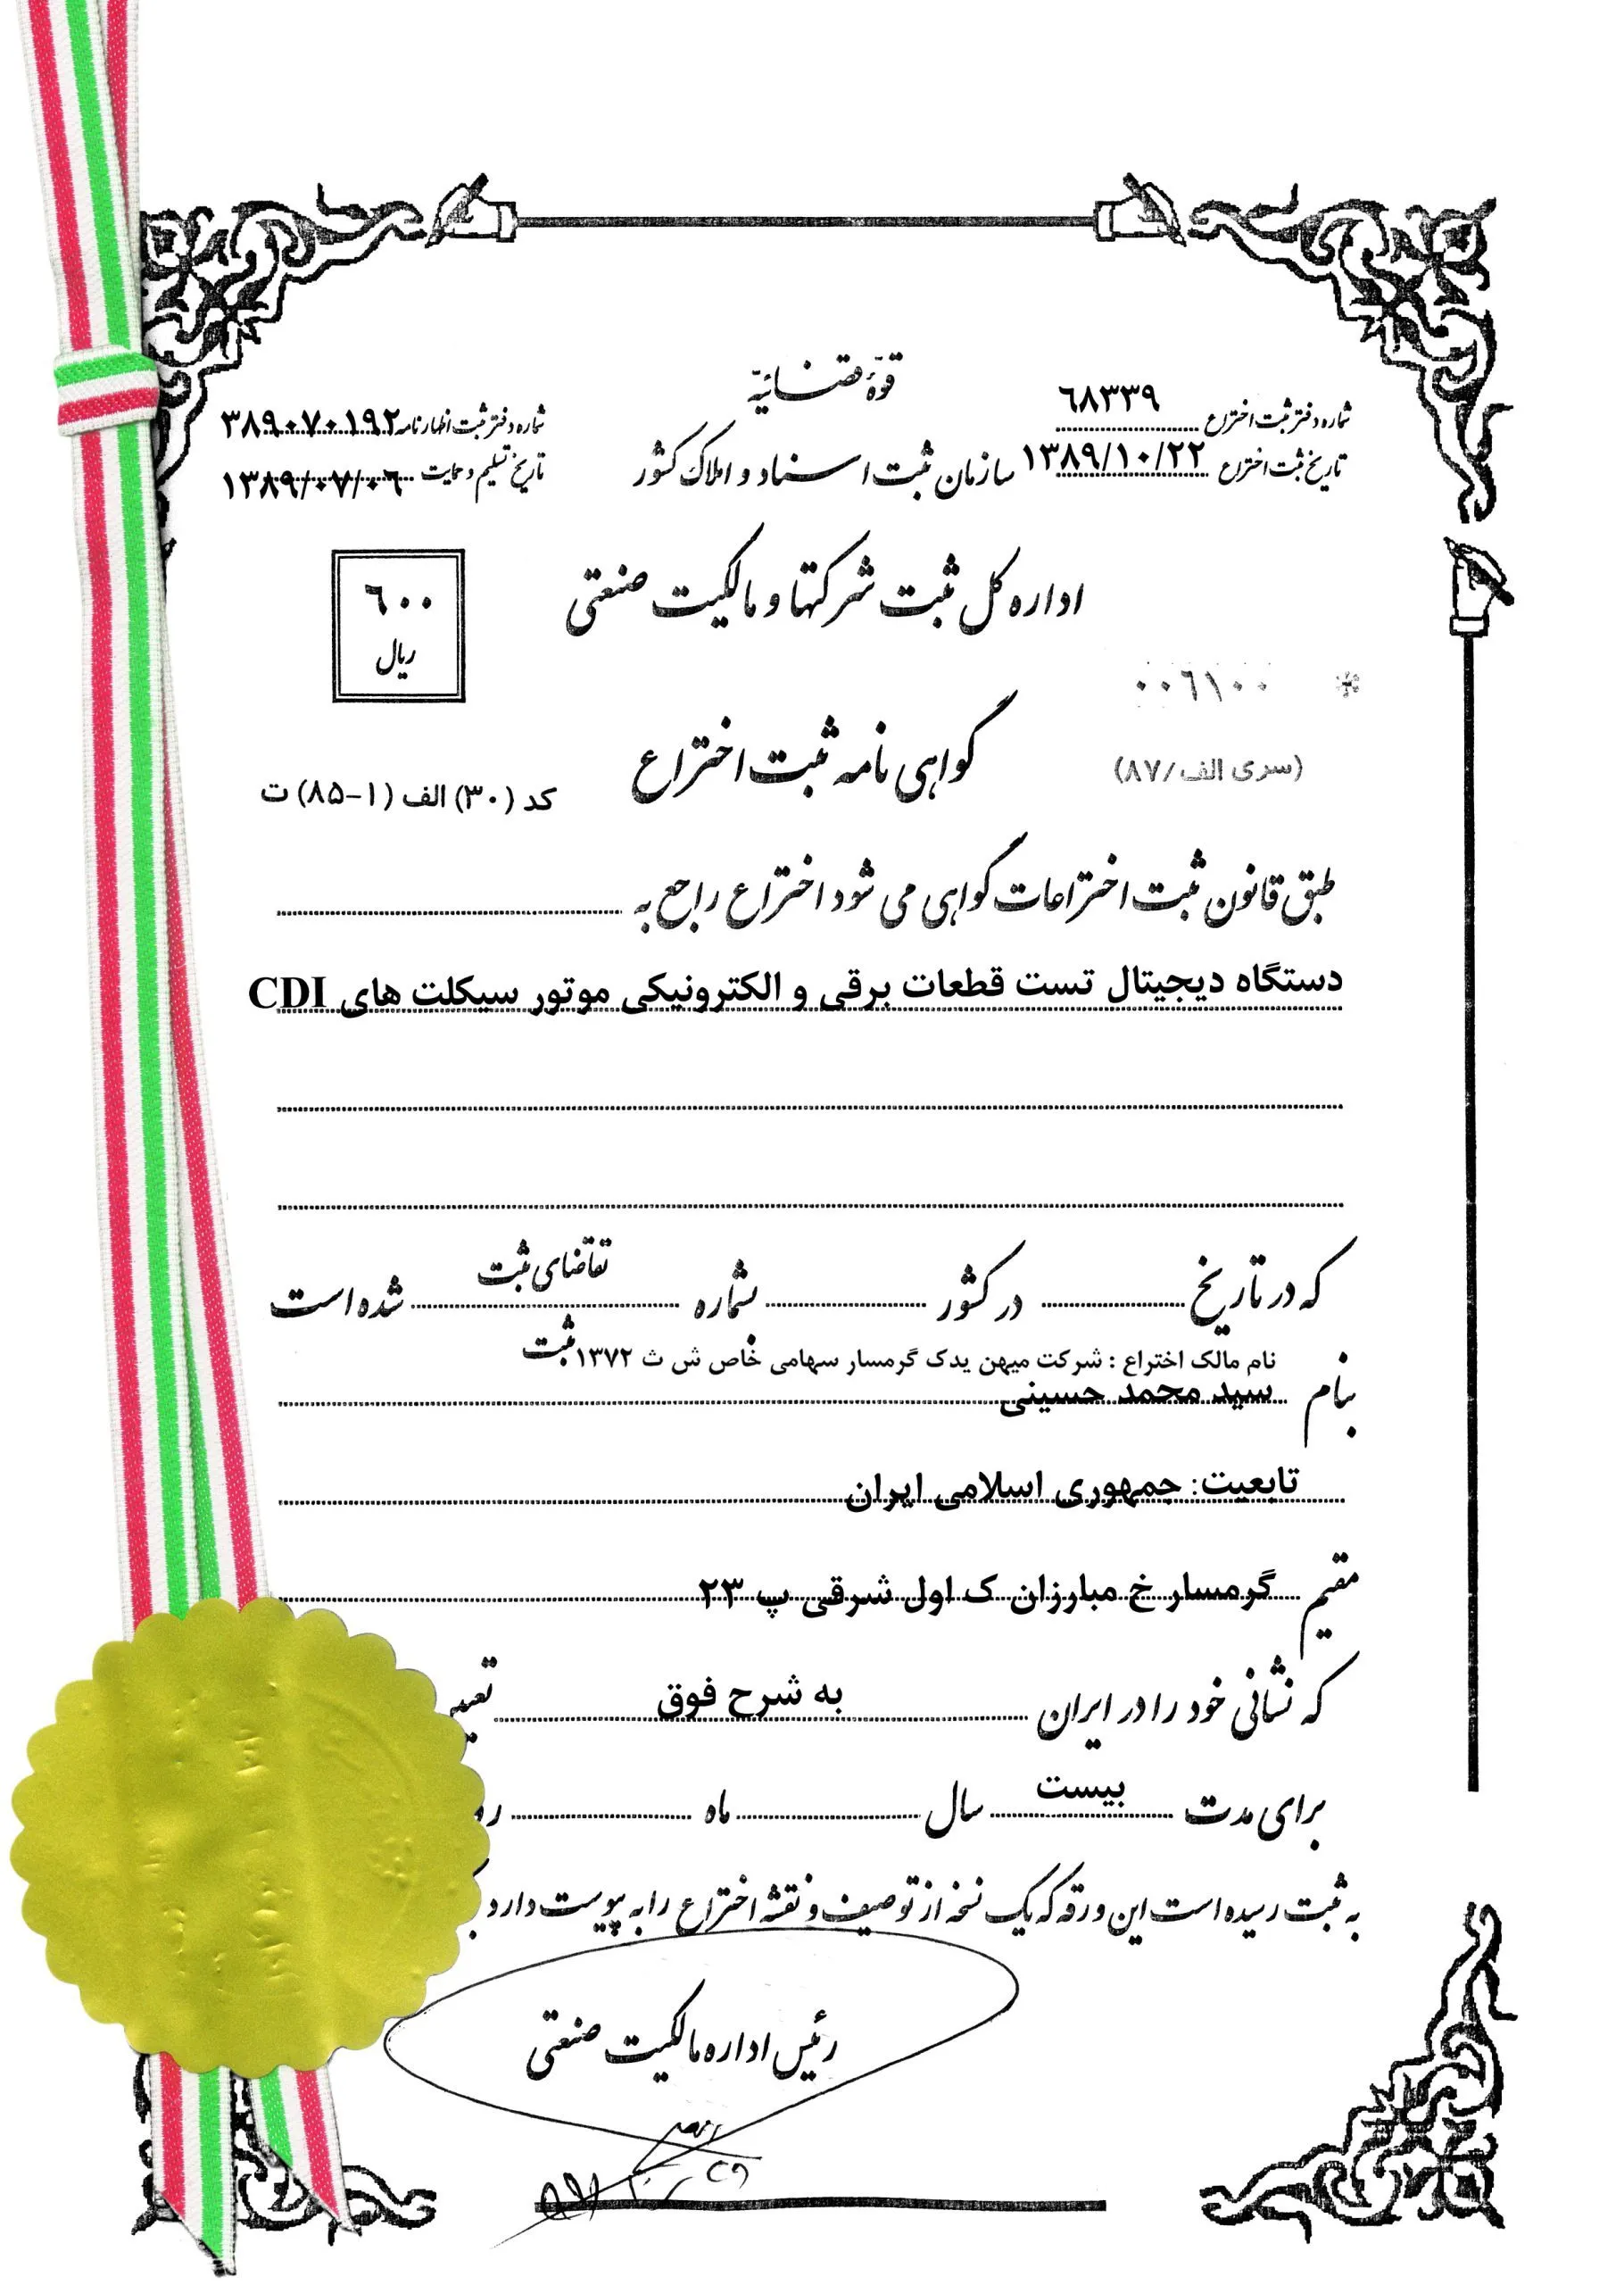 قوهٔ قضائیه
شماره دفتر ثبت اختراع ۶۸۳۳۹
شماره دفتر ثبت اظهارنامه ۳۸۹۰۷۰۱۹۲
سازمان ثبت اسناد و املاک کشور
تاریخ ثبت اختراع ۱۳۸۹/۱۰/۲۲
تاریخ تسلیم و حمایت ۱۳۸۹/۰۷/۰۶
اداره کل ثبت شرکتها و مالکیت صنعتی
۶۰۰
ریال
۰۰۶۱۰۰ *
گواهی نامه ثبت اختراع
(سری الف/۸۷)
کد (۳۰) الف (۱-۸۵) ت
طبق قانون ثبت اختراعات گواهی می شود اختراع راجع به
دستگاه دیجیتال تست قطعات برقی و الکترونیکی موتور سیکلت های CDI
که در تاریخ در کشور بشماره تقاضای ثبت شده است
ثبت
نام مالک اختراع : شرکت میهن یدک گرمسار سهامی خاص ش ث ۱۳۷۲
بنام سید محمد حسینی
تابعیت: جمهوری اسلامی ایران
مقیم گرمسار خ مبارزان ک اول شرقی پ ۲۳
که نشانی خود را در ایران به شرح فوق
برای مدت بیست سال ماه
به ثبت رسیده است این ورقه که یک نسخه از توصیف و نقشه اختراع را به پیوست دارد
رئیس اداره مالکیت صنعتی